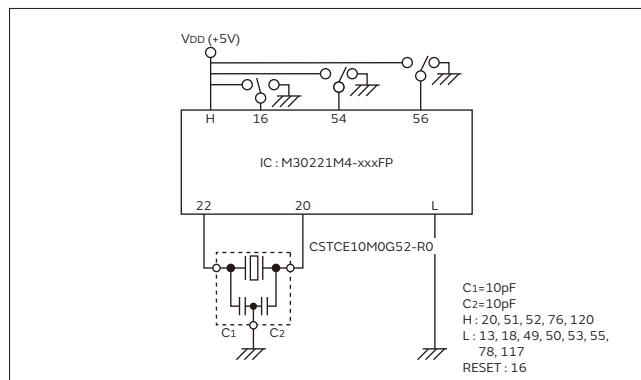 VDD (+5V)
H 16 54 56
IC : M30221M4-xxxFP
22 20 L
CSTCE10M0G52-R0
C1 C2
C1=10pF
C2=10pF
H : 20, 51, 52, 76, 120
L : 13, 18, 49, 50, 53, 55,
78, 117
RESET : 16